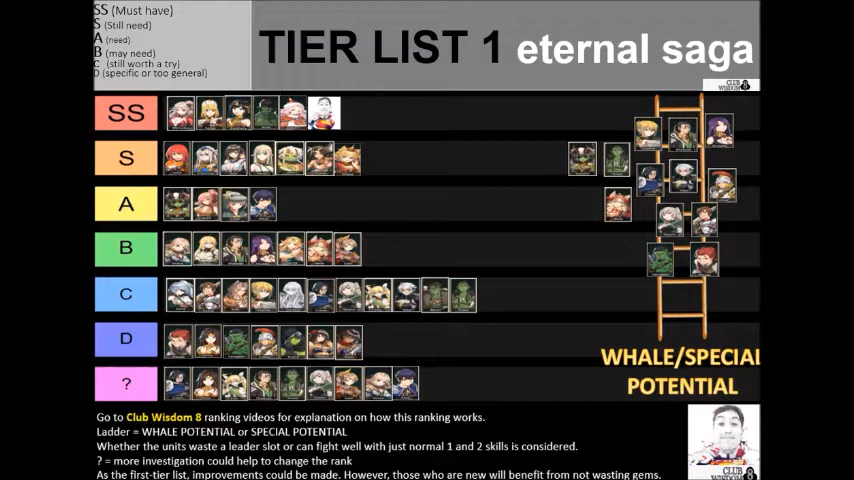 SS (Must have)
S (Still need)
A (need)
B (may need)
C (still worth a try)
D (specific or too general)
TIER LIST 1 eternal saga
CLUB
WISDOM 8
SS
S
A
B
C
D
?
WHALE/SPECIAL
POTENTIAL
Go to Club Wisdom 8 ranking videos for explanation on how this ranking works.
Ladder = WHALE POTENTIAL or SPECIAL POTENTIAL
Whether the units waste a leader slot or can fight well with just normal 1 and 2 skills is considered.
? = more investigation could help to change the rank
As the first-tier list, improvements could be made. However, those who are new will benefit from not wasting gems.
CLUB